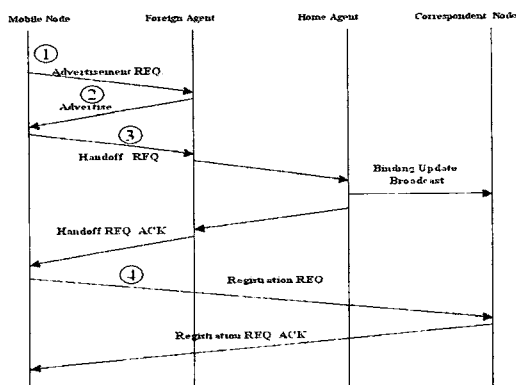 Mobile Node Foreign Agent Home Agent Correspondent Node
1
Advertisement REQ
2
Advertise
3
Handoff REQ
Binding Update
Broadcast
Handoff REQ ACK
4
Registration REQ
Registration REQ ACK